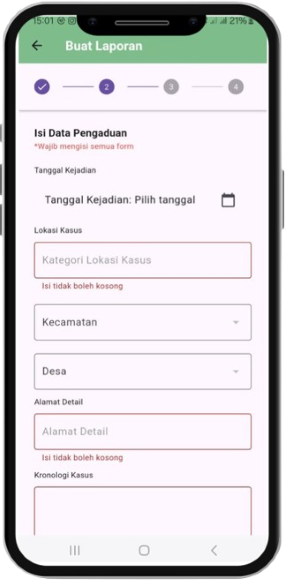 15:01
21%
Buat Laporan
2
3
4
Isi Data Pengaduan
*Wajib mengisi semua form
Tanggal Kejadian
Tanggal Kejadian: Pilih tanggal
Lokasi Kasus
Kategori Lokasi Kasus
Isi tidak boleh kosong
Kecamatan
Desa
Alamat Detail
Alamat Detail
Isi tidak boleh kosong
Kronologi Kasus